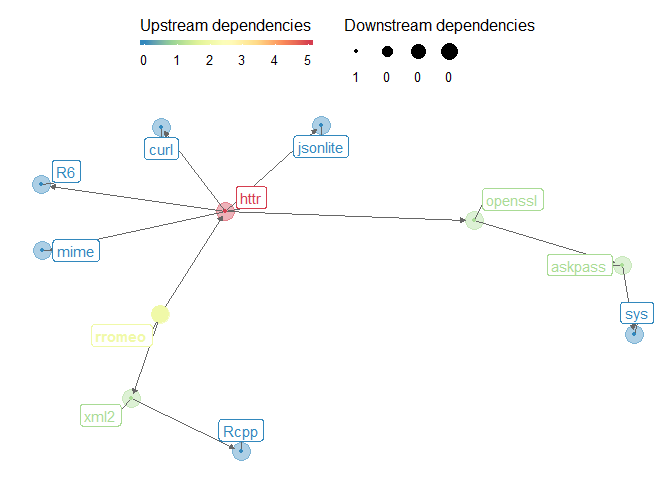 Upstream dependencies
Downstream dependencies
0 1 2 3 4 5
1 0 0 0
curl
jsonlite
R6
httr
openssl
mime
askpass
sys
rromeo
xml2
Rcpp